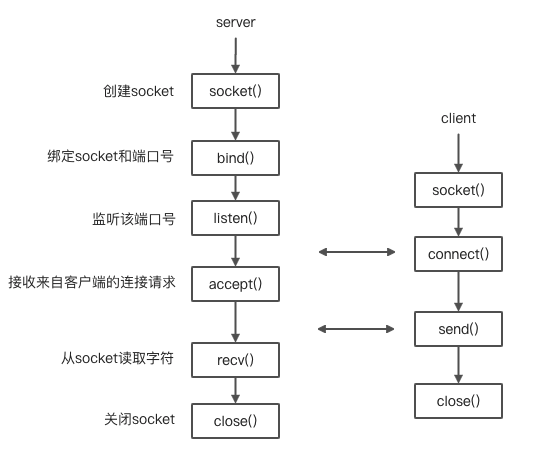 server
创建socket
socket()
绑定socket和端口号
bind()
监听该端口号
listen()
接收来自客户端的连接请求
accept()
从socket读取字符
recv()
关闭socket
close()
client
socket()
connect()
send()
close()